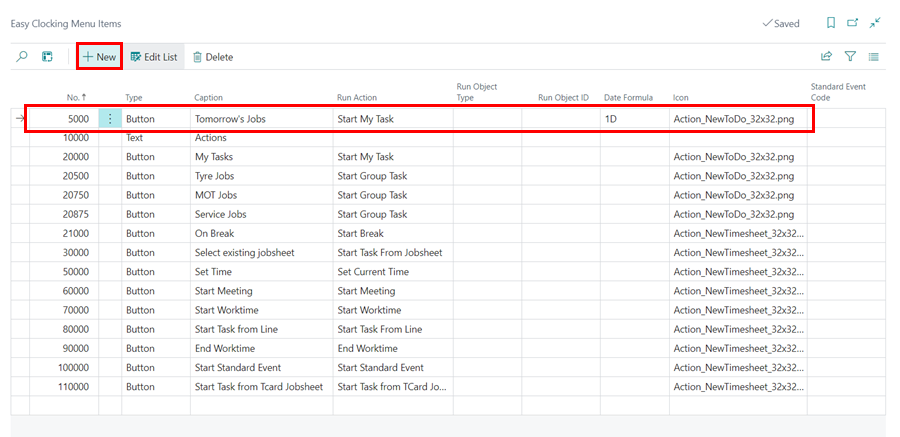 Easy Clocking Menu Items
Saved
New Edit List Delete
No.↑ Type Caption Run Action Run Object Type Run Object ID Date Formula Icon Standard Event Code
5000 Button Tomorrow's Jobs Start My Task 1D Action_NewToDo_32x32.png
10000 Text Actions
20000 Button My Tasks Start My Task Action_NewToDo_32x32.png
20500 Button Tyre Jobs Start Group Task Action_NewToDo_32x32.png
20750 Button MOT Jobs Start Group Task Action_NewToDo_32x32.png
20875 Button Service Jobs Start Group Task Action_NewToDo_32x32.png
21000 Button On Break Start Break Action_NewTimesheet_32x32...
30000 Button Select existing jobsheet Start Task From Jobsheet Action_NewTimesheet_32x32...
50000 Button Set Time Set Current Time Action_NewTimesheet_32x32...
60000 Button Start Meeting Start Meeting Action_NewTimesheet_32x32...
70000 Button Start Worktime Start Worktime Action_NewTimesheet_32x32...
80000 Button Start Task from Line Start Task From Line Action_NewTimesheet_32x32...
90000 Button End Worktime End Worktime Action_NewTimesheet_32x32...
100000 Button Start Standard Event Start Standard Event Action_NewTimesheet_32x32...
110000 Button Start Task from Tcard Jobsheet Start Task from TCard Jo... Action_NewTimesheet_32x32...